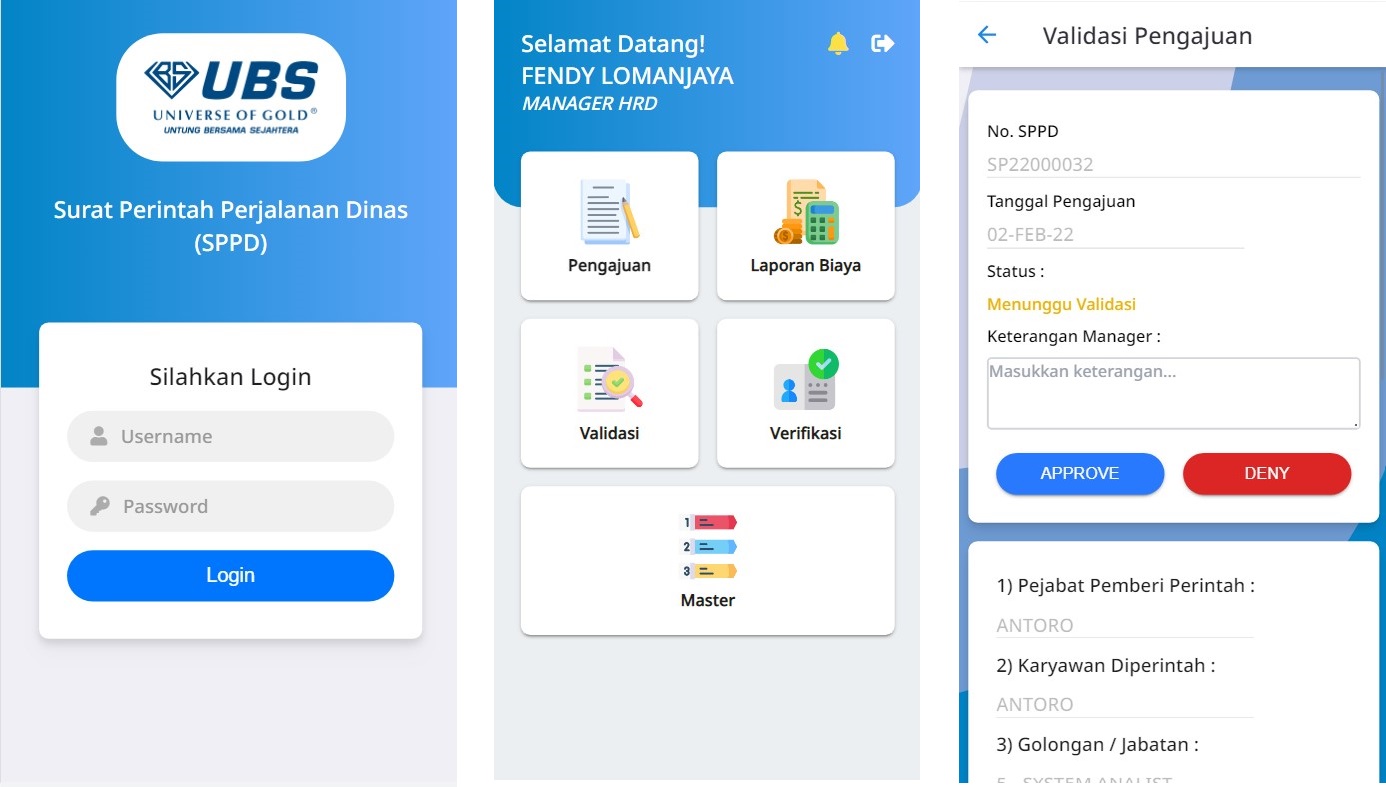 UBS
UNIVERSE OF GOLD®
UNTUNG BERSAMA SEJAHTERA
Surat Perintah Perjalanan Dinas
(SPPD)
Silahkan Login
Username
Password
Login
Selamat Datang!
FENDY LOMANJAYA
MANAGER HRD
Pengajuan
Laporan Biaya
Validasi
Verifikasi
1
2
3
Master
Validasi Pengajuan
No. SPPD
SP22000032
Tanggal Pengajuan
02-FEB-22
Status :
Menunggu Validasi
Keterangan Manager :
Masukkan keterangan...
APPROVE
DENY
1) Pejabat Pemberi Perintah :
ANTORO
2) Karyawan Diperintah :
ANTORO
3) Golongan / Jabatan :
5 - SYSTEM ANALIST